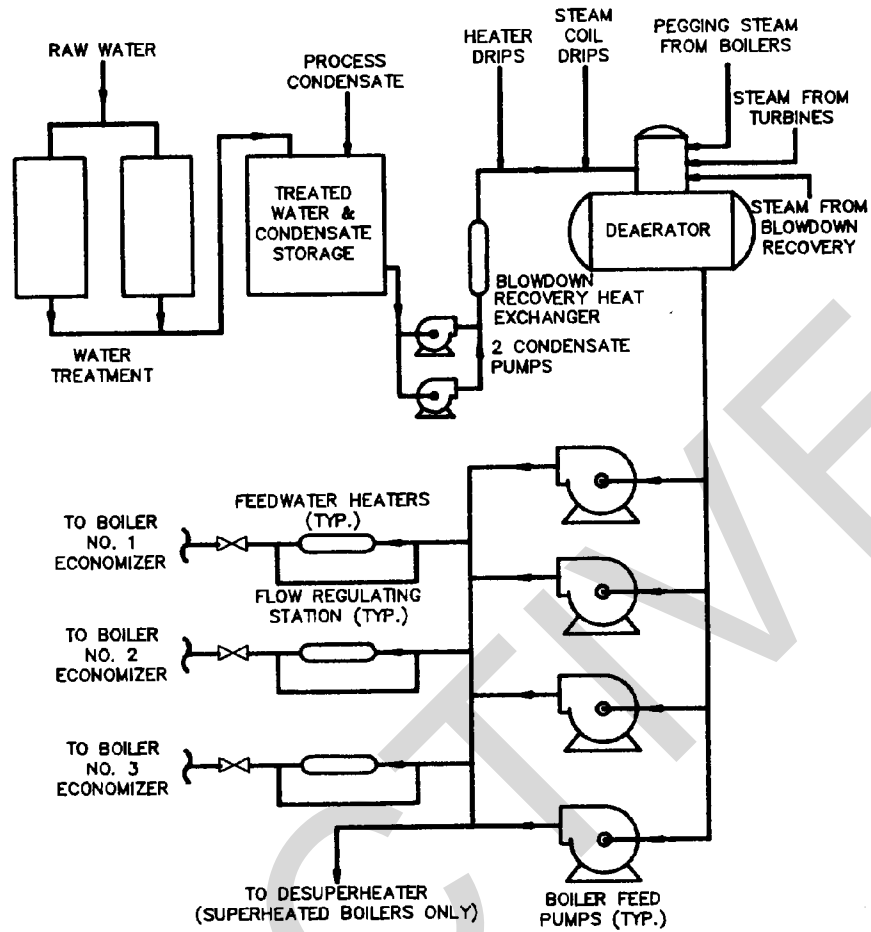 RAW WATER
PROCESS
CONDENSATE
HEATER
DRIPS
STEAM
COIL
DRIPS
PEGGING STEAM
FROM BOILERS
STEAM FROM
TURBINES
TREATED
WATER &
CONDENSATE
STORAGE
DEAERATOR
STEAM FROM
BLOWDOWN
RECOVERY
BLOWDOWN
RECOVERY HEAT
EXCHANGER
WATER
TREATMENT
2 CONDENSATE
PUMPS
FEEDWATER HEATERS
(TYP.)
TO BOILER
NO. 1
ECONOMIZER
FLOW REGULATING
STATION (TYP.)
TO BOILER
NO. 2
ECONOMIZER
TO BOILER
NO. 3
ECONOMIZER
TO DESUPERHEATER
(SUPERHEATED BOILERS ONLY)
BOILER FEED
PUMPS (TYP.)
CTIVE